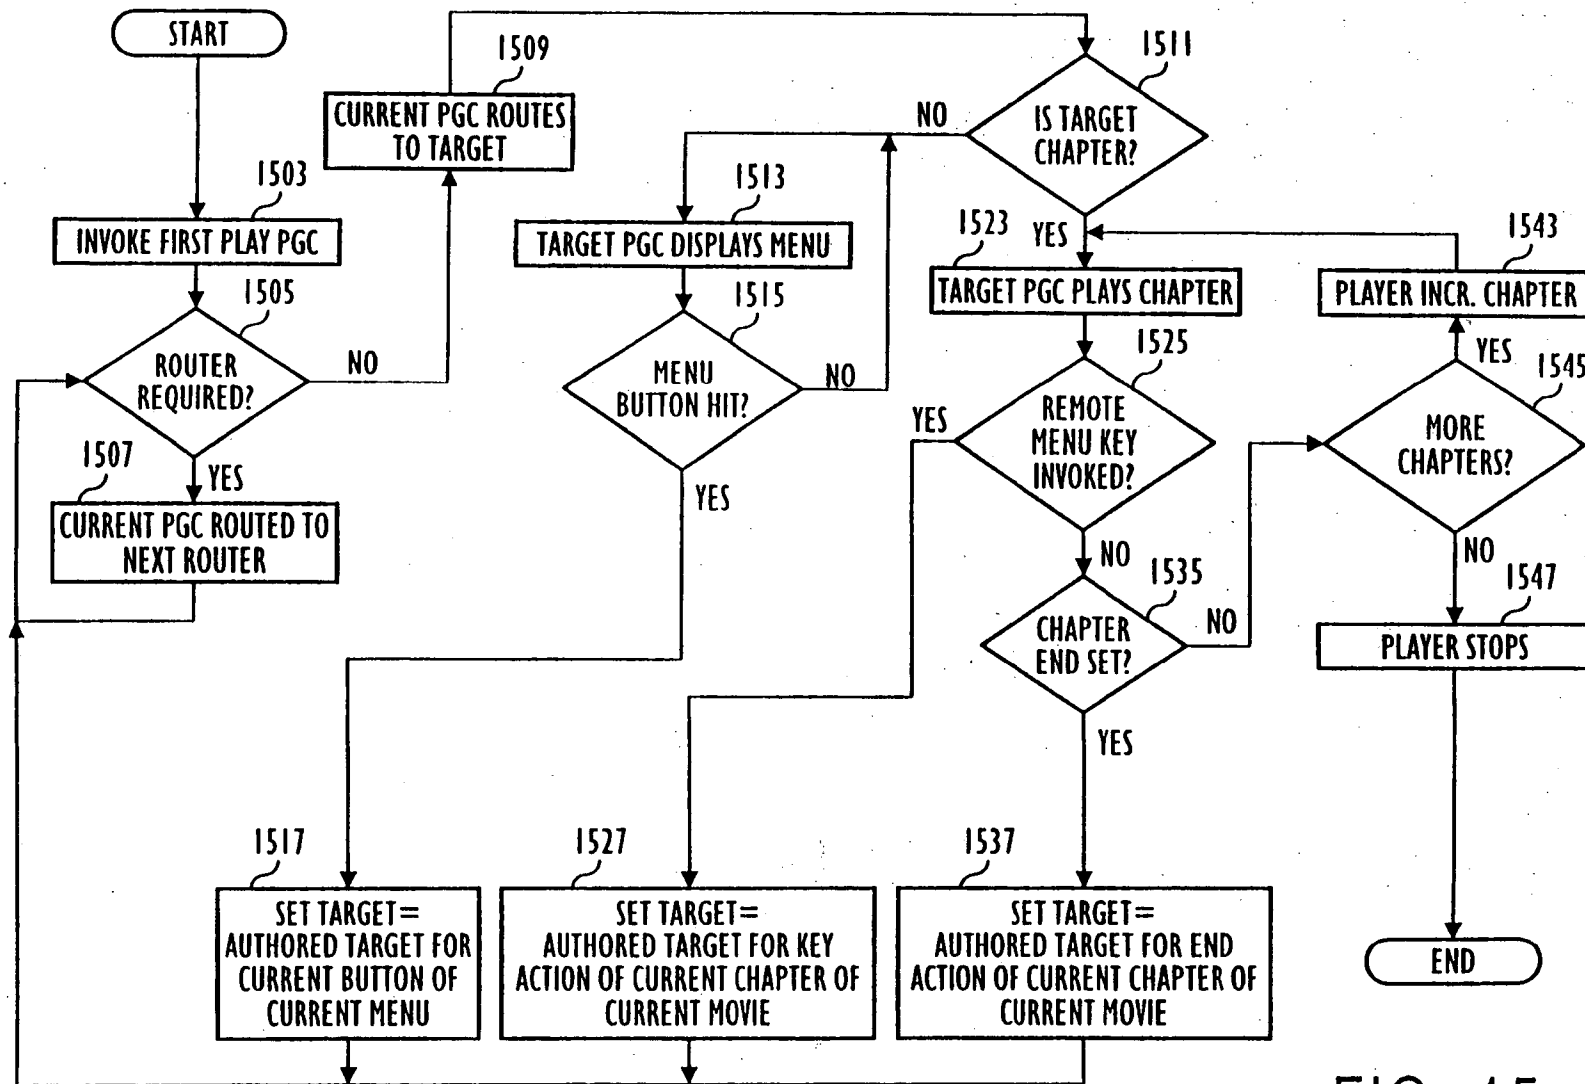 START
1509
CURRENT PGC ROUTES
TO TARGET
1511
IS TARGET
CHAPTER?
NO
YES
1503
INVOKE FIRST PLAY PGC
1505
ROUTER
REQUIRED?
NO
YES
1507
CURRENT PGC ROUTED TO
NEXT ROUTER
1513
TARGET PGC DISPLAYS MENU
1515
MENU
BUTTON HIT?
NO
YES
1523
TARGET PGC PLAYS CHAPTER
1525
REMOTE
MENU KEY
INVOKED?
YES
NO
1535
CHAPTER
END SET?
NO
YES
1543
PLAYER INCR. CHAPTER
YES
1545
MORE
CHAPTERS?
NO
1547
PLAYER STOPS
END
1517
SET TARGET=
AUTHORED TARGET FOR
CURRENT BUTTON OF
CURRENT MENU
1527
SET TARGET=
AUTHORED TARGET FOR KEY
ACTION OF CURRENT CHAPTER OF
CURRENT MOVIE
1537
SET TARGET=
AUTHORED TARGET FOR END
ACTION OF CURRENT CHAPTER OF
CURRENT MOVIE